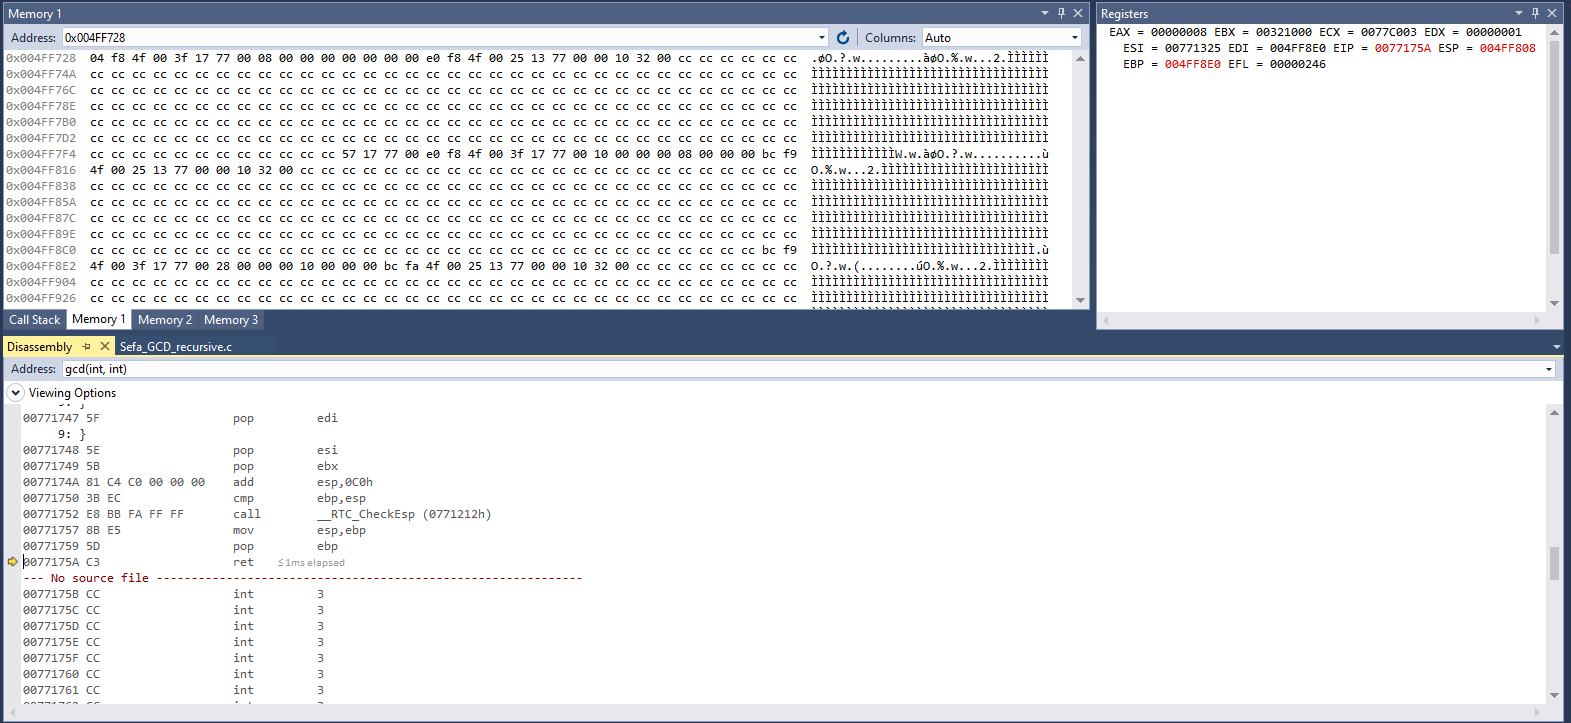 Memory 1
Address: 0x004FF728 Columns: Auto
0x004FF728 04 f8 4f 00 3f 17 77 00 08 00 00 00 00 00 00 00 e0 f8 4f 00 25 13 77 00 00 10 32 00 cc cc cc cc cc cc .øO.?.w.........àøO.%.w...2.ÌÌÌÌÌÌ
0x004FF74A cc cc cc cc cc cc cc cc cc cc cc cc cc cc cc cc cc cc cc cc cc cc cc cc cc cc cc cc cc cc cc cc cc cc ÌÌÌÌÌÌÌÌÌÌÌÌÌÌÌÌÌÌÌÌÌÌÌÌÌÌÌÌÌÌÌÌÌÌ
0x004FF76C cc cc cc cc cc cc cc cc cc cc cc cc cc cc cc cc cc cc cc cc cc cc cc cc cc cc cc cc cc cc cc cc cc cc ÌÌÌÌÌÌÌÌÌÌÌÌÌÌÌÌÌÌÌÌÌÌÌÌÌÌÌÌÌÌÌÌÌÌ
0x004FF78E cc cc cc cc cc cc cc cc cc cc cc cc cc cc cc cc cc cc cc cc cc cc cc cc cc cc cc cc cc cc cc cc cc cc ÌÌÌÌÌÌÌÌÌÌÌÌÌÌÌÌÌÌÌÌÌÌÌÌÌÌÌÌÌÌÌÌÌÌ
0x004FF7B0 cc cc cc cc cc cc cc cc cc cc cc cc cc cc cc cc cc cc cc cc cc cc cc cc cc cc cc cc cc cc cc cc cc cc ÌÌÌÌÌÌÌÌÌÌÌÌÌÌÌÌÌÌÌÌÌÌÌÌÌÌÌÌÌÌÌÌÌÌ
0x004FF7D2 cc cc cc cc cc cc cc cc cc cc cc cc cc cc cc cc cc cc cc cc cc cc cc cc cc cc cc cc cc cc cc cc cc cc ÌÌÌÌÌÌÌÌÌÌÌÌÌÌÌÌÌÌÌÌÌÌÌÌÌÌÌÌÌÌÌÌÌÌ
0x004FF7F4 cc cc cc cc cc cc cc cc cc cc cc cc 57 17 77 00 e0 f8 4f 00 3f 17 77 00 10 00 00 00 08 00 00 00 bc f9 ÌÌÌÌÌÌÌÌÌÌÌÌW.w.àøO.?.w..........ù
0x004FF816 4f 00 25 13 77 00 00 10 32 00 cc cc cc cc cc cc cc cc cc cc cc cc cc cc cc cc cc cc cc cc cc cc cc cc O.%.w...2.ÌÌÌÌÌÌÌÌÌÌÌÌÌÌÌÌÌÌÌÌÌÌÌÌ
0x004FF838 cc cc cc cc cc cc cc cc cc cc cc cc cc cc cc cc cc cc cc cc cc cc cc cc cc cc cc cc cc cc cc cc cc cc ÌÌÌÌÌÌÌÌÌÌÌÌÌÌÌÌÌÌÌÌÌÌÌÌÌÌÌÌÌÌÌÌÌÌ
0x004FF85A cc cc cc cc cc cc cc cc cc cc cc cc cc cc cc cc cc cc cc cc cc cc cc cc cc cc cc cc cc cc cc cc cc cc ÌÌÌÌÌÌÌÌÌÌÌÌÌÌÌÌÌÌÌÌÌÌÌÌÌÌÌÌÌÌÌÌÌÌ
0x004FF87C cc cc cc cc cc cc cc cc cc cc cc cc cc cc cc cc cc cc cc cc cc cc cc cc cc cc cc cc cc cc cc cc cc cc ÌÌÌÌÌÌÌÌÌÌÌÌÌÌÌÌÌÌÌÌÌÌÌÌÌÌÌÌÌÌÌÌÌÌ
0x004FF89E cc cc cc cc cc cc cc cc cc cc cc cc cc cc cc cc cc cc cc cc cc cc cc cc cc cc cc cc cc cc cc cc cc cc ÌÌÌÌÌÌÌÌÌÌÌÌÌÌÌÌÌÌÌÌÌÌÌÌÌÌÌÌÌÌÌÌÌÌ
0x004FF8C0 cc cc cc cc cc cc cc cc cc cc cc cc cc cc cc cc cc cc cc cc cc cc cc cc cc cc cc cc cc cc cc cc bc f9 ÌÌÌÌÌÌÌÌÌÌÌÌÌÌÌÌÌÌÌÌÌÌÌÌÌÌÌÌÌÌÌÌ.ù
0x004FF8E2 4f 00 3f 17 77 00 28 00 00 00 10 00 00 00 bc fa 4f 00 25 13 77 00 00 10 32 00 cc cc cc cc cc cc cc cc O.?.w.(........úO.%.w...2.ÌÌÌÌÌÌÌÌ
0x004FF904 cc cc cc cc cc cc cc cc cc cc cc cc cc cc cc cc cc cc cc cc cc cc cc cc cc cc cc cc cc cc cc cc cc cc ÌÌÌÌÌÌÌÌÌÌÌÌÌÌÌÌÌÌÌÌÌÌÌÌÌÌÌÌÌÌÌÌÌÌ
0x004FF926 cc cc cc cc cc cc cc cc cc cc cc cc cc cc cc cc cc cc cc cc cc cc cc cc cc cc cc cc cc cc cc cc cc cc ÌÌÌÌÌÌÌÌÌÌÌÌÌÌÌÌÌÌÌÌÌÌÌÌÌÌÌÌÌÌÌÌÌÌ
Call Stack Memory 1 Memory 2 Memory 3
Registers
EAX = 00000008 EBX = 00321000 ECX = 0077C003 EDX = 00000001
ESI = 00771325 EDI = 004FF8E0 EIP = 0077175A ESP = 004FF808
EBP = 004FF8E0 EFL = 00000246
Disassembly Sefa_GCD_recursive.c
Address: gcd(int, int)
Viewing Options
00771747 5F pop edi
9: }
00771748 5E pop esi
00771749 5B pop ebx
0077174A 81 C4 C0 00 00 00 add esp,0C0h
00771750 3B EC cmp ebp,esp
00771752 E8 BB FA FF FF call __RTC_CheckEsp (0771212h)
00771757 8B E5 mov esp,ebp
00771759 5D pop ebp
0077175A C3 ret ≤1ms elapsed
--- No source file -------------------------------------------------------------
0077175B CC int 3
0077175C CC int 3
0077175D CC int 3
0077175E CC int 3
0077175F CC int 3
00771760 CC int 3
00771761 CC int 3